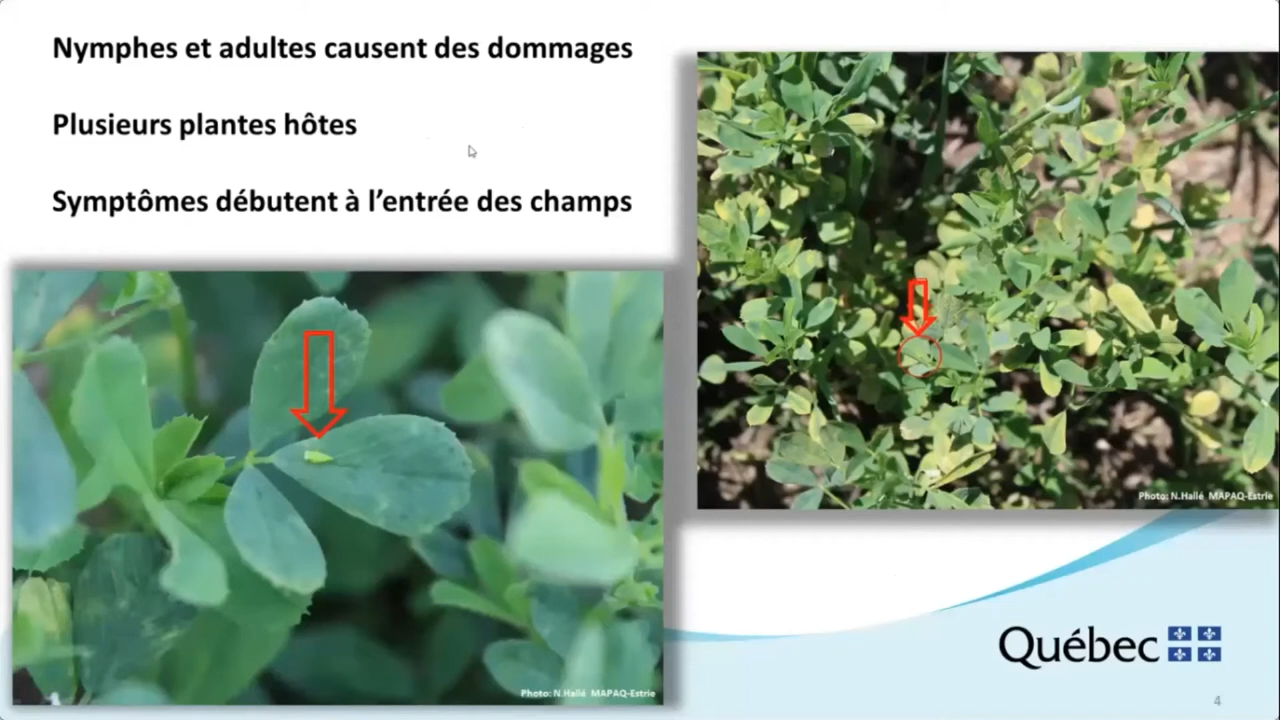 Nymphes et adultes causent des dommages
Plusieurs plantes hôtes
Symptômes débutent à l’entrée des champs
Photo: N.Hallé MAPAQ-Estrie
Photo: N.Hallé MAPAQ-Estrie
Québec
4